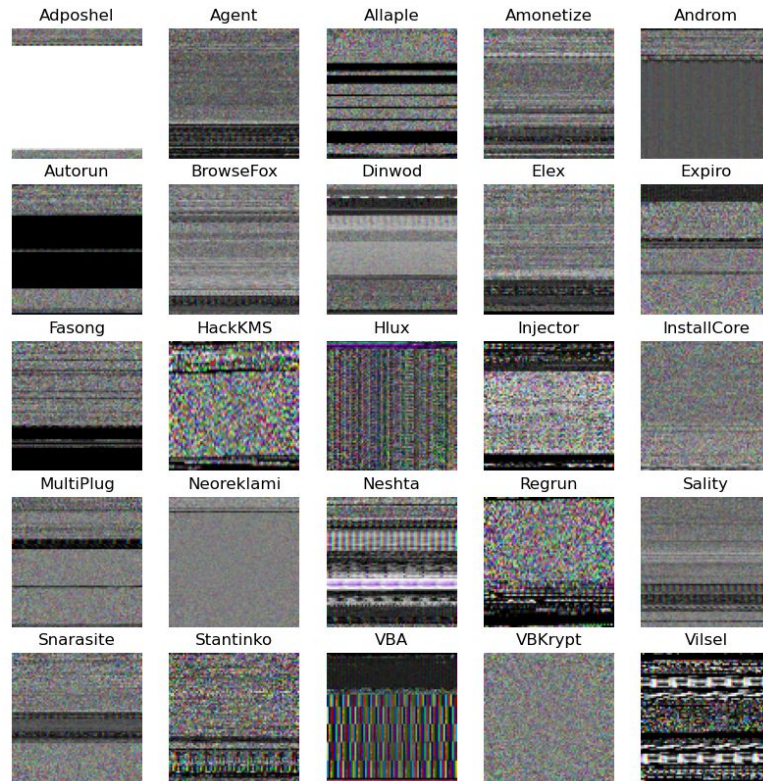 Adposhel Agent Allaple Amonetize Androm
Autorun BrowseFox Dinwod Elex Expiro
Fasong HackKMS Hlux Injector InstallCore
MultiPlug Neoreklami Neshta Regrun Sality
Snarasite Stantinko VBA VBKrypt Vilsel